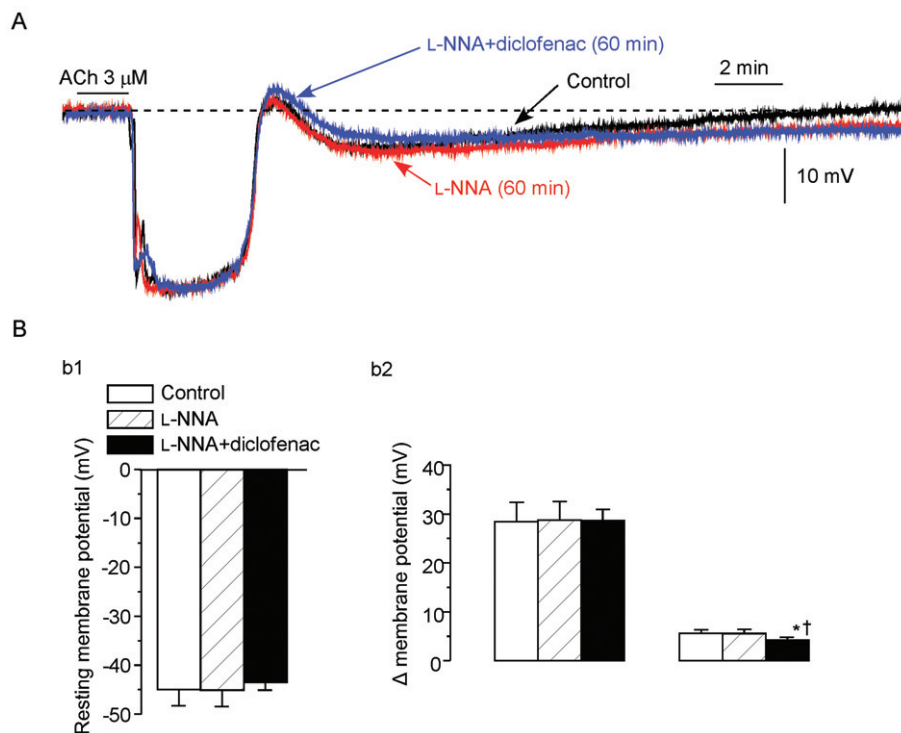 A
L-NNA+diclofenac (60 min)
2 min
ACh 3 μM
Control
10 mV
L-NNA (60 min)
B
b1
Control
L-NNA
L-NNA+diclofenac
Resting membrane potential (mV)
0
-10
-20
-30
-40
-50
b2
Δ membrane potential (mV)
40
30
20
10
0
*†